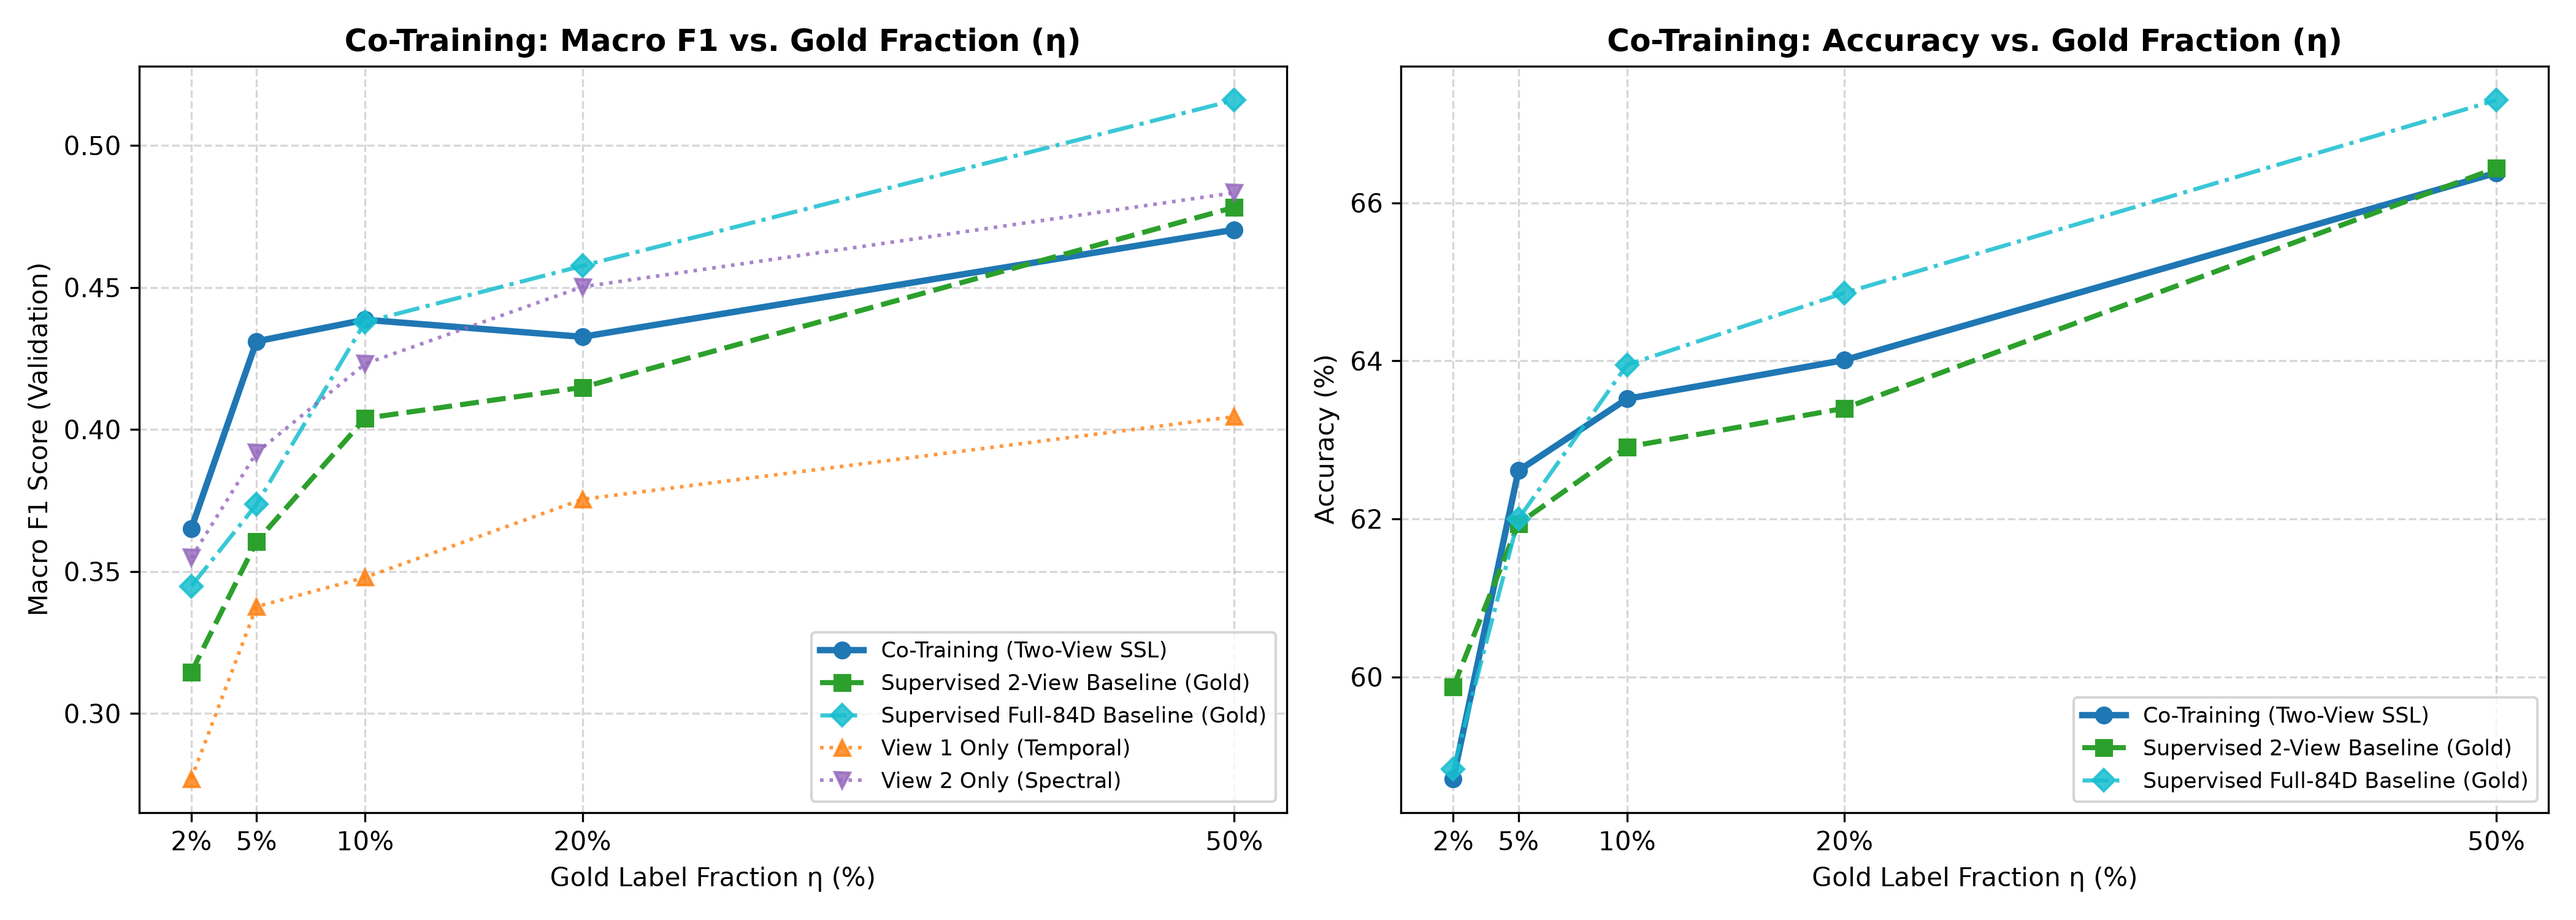 Co-Training: Macro F1 vs. Gold Fraction (η)
Macro F1 Score (Validation)
0.50
0.45
0.40
0.35
0.30
2% 5% 10% 20% 50%
Gold Label Fraction η (%)
Co-Training (Two-View SSL)
Supervised 2-View Baseline (Gold)
Supervised Full-84D Baseline (Gold)
View 1 Only (Temporal)
View 2 Only (Spectral)
Co-Training: Accuracy vs. Gold Fraction (η)
Accuracy (%)
66
64
62
60
2% 5% 10% 20% 50%
Gold Label Fraction η (%)
Co-Training (Two-View SSL)
Supervised 2-View Baseline (Gold)
Supervised Full-84D Baseline (Gold)